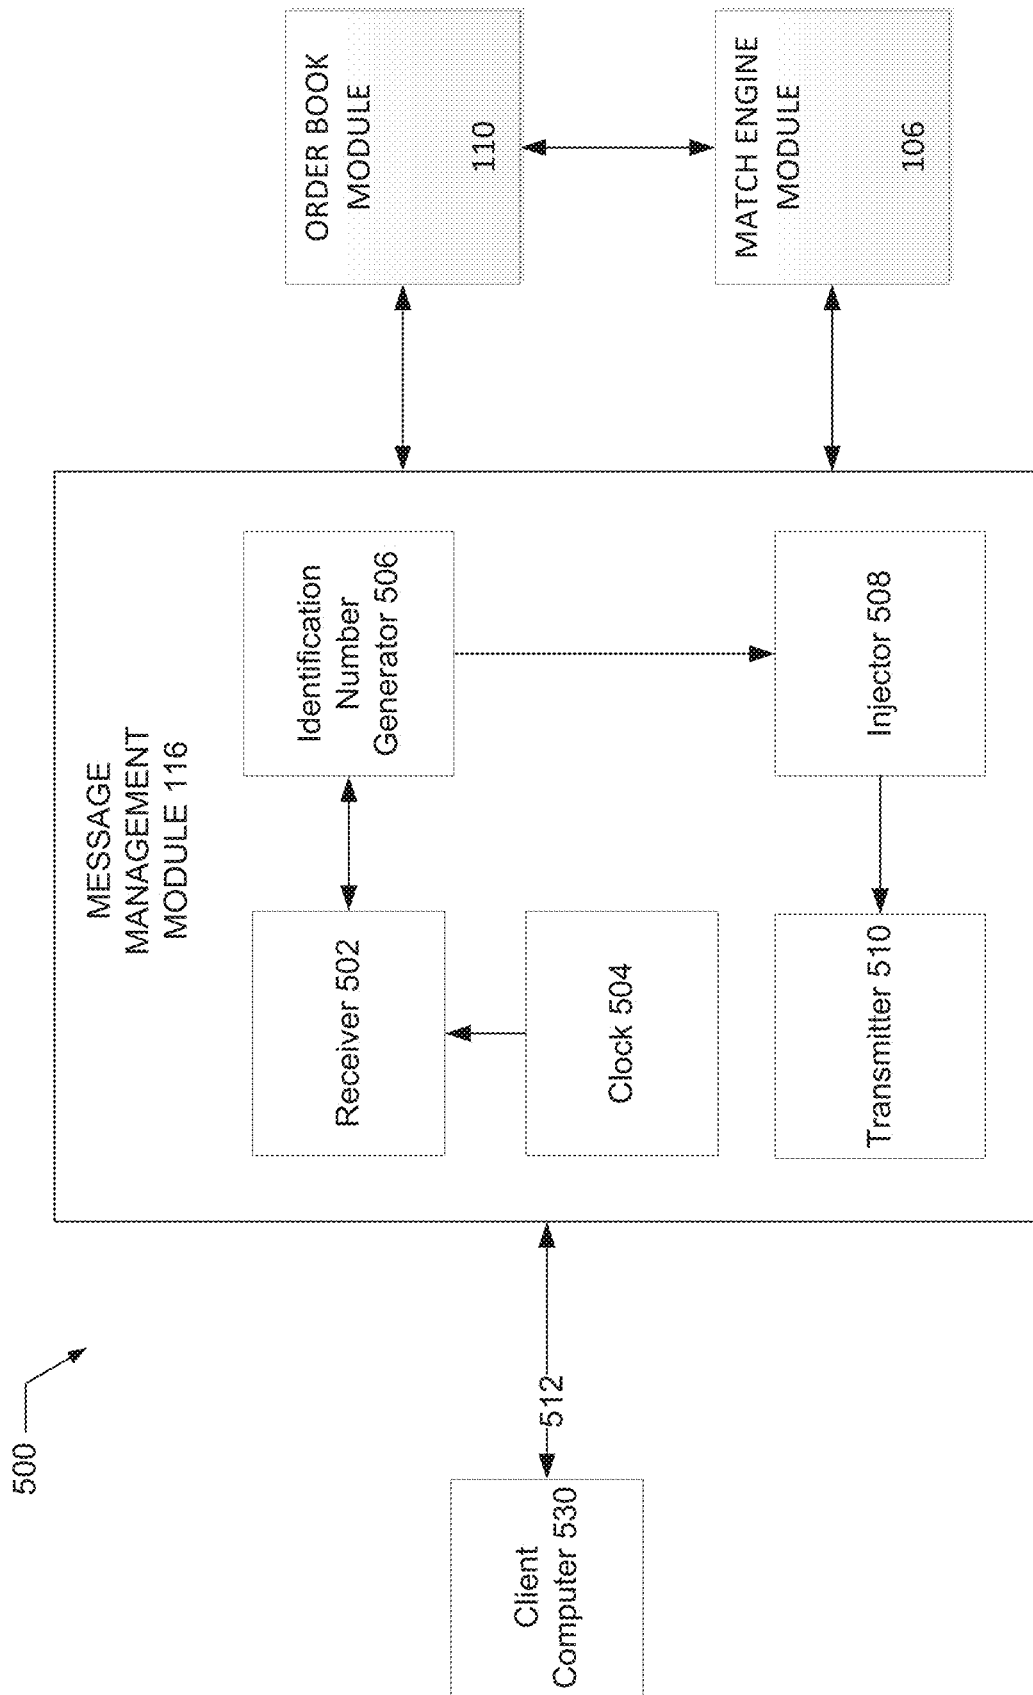 500
Client
Computer 530
512
MESSAGE
MANAGEMENT
MODULE 116
Receiver 502
Identification
Number
Generator 506
Clock 504
Transmitter 510
Injector 508
ORDER BOOK
MODULE
110
MATCH ENGINE
MODULE
106